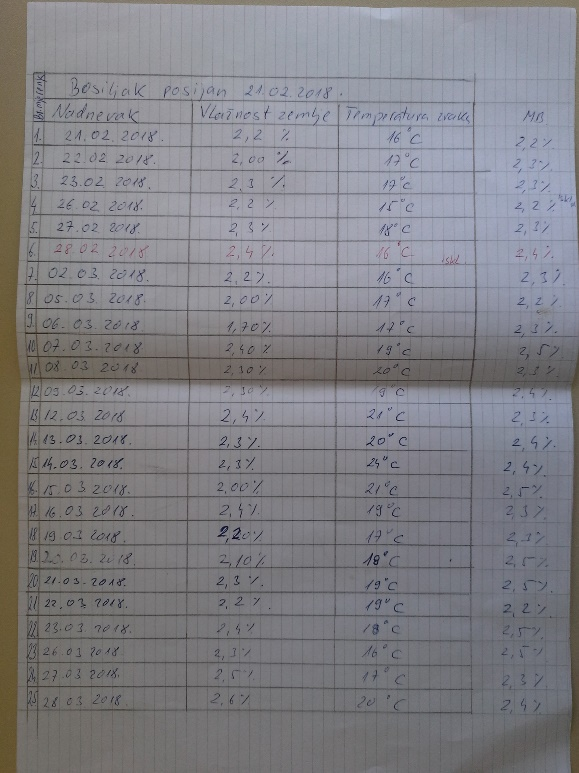 Bosiljak posijan 21.02.2018.
Nadnevak Vlažnost zemlje Temperatura zraka MB
1. 21.02.2018. 2,2 % 16°C 2,2%
2. 22.02 2018. 2,00 % 17°C 2,3%
3. 23.02 2018. 2,3 %. 17°C 2,3%
4. 26.02 2018. 2,2 % 15°C 2,2%
5. 27.02 2018. 2,3 %. 18°C 2,3%
6. 28.02 2018 2,4 %. 16°C 2,4%
7. 02.03.2018. 2,2%. 16°C 2,3%
8 05.03.2018. 2,00% 17°C 2,2%
9. 06.03.2018. 1,70% 17°C 2,3%
10 07.03.2018. 2,40% 19°C 2,5%
11 08.03 2018. 2,30% 20°C 2,3%
12 09.03.2018. 2,30% 2,4%
13 12.03.2018 2,4% 21°C 2,3%
14 13.03.2018. 2,3% 20°C 2,4%
15 14.03.2018. 2,3% 24°C 2,4%
16. 15.03 2018. 2,00% 21°C 2,5%
17. 16.03 2018. 2,4% 19°C 2,3%
18 19.03 2018. 2,20% 17°C 2,3%
19. 2018. 2,10% 18°C 2,5%
20 21.03.2018. 2,3% 19°C 2,5%
21 22.03.2018. 2,2% 19°C 2,2%
22. 23.03 2018. 2,4% 18°C 2,5%
23 26.03 2018 2,3% 16°C 2,5%
24 27.03 2018. 2,5% 17°C 2,3%
25 28 03 2018. 2,6% 20°C 2,4%